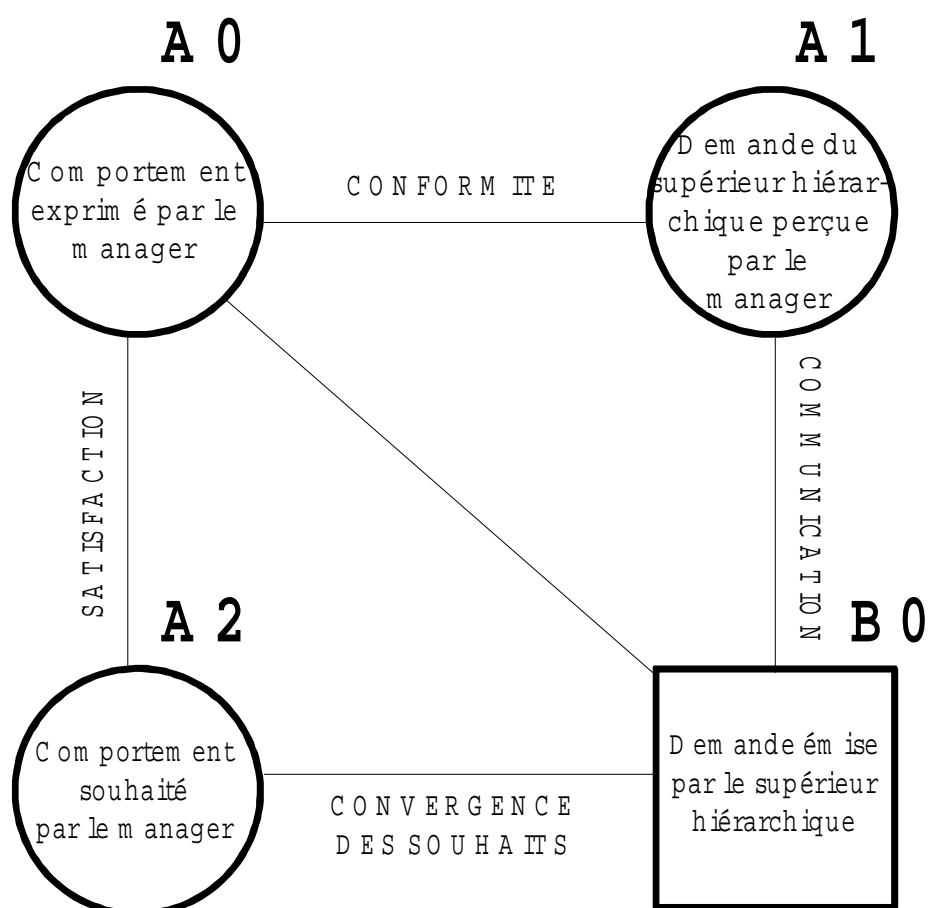 A 0
A 1
Comportement
exprimé par le
manager
CONFORMITE
Demande du
supérieur hiérar-
chique perçue
par le
manager
SATISFACTION
COMMUNICATION
A 2
B 0
Comportement
souhaité
par le manager
CONVERGENCE
DES SOUHAITS
Demande émise
par le supérieur
hiérarchique